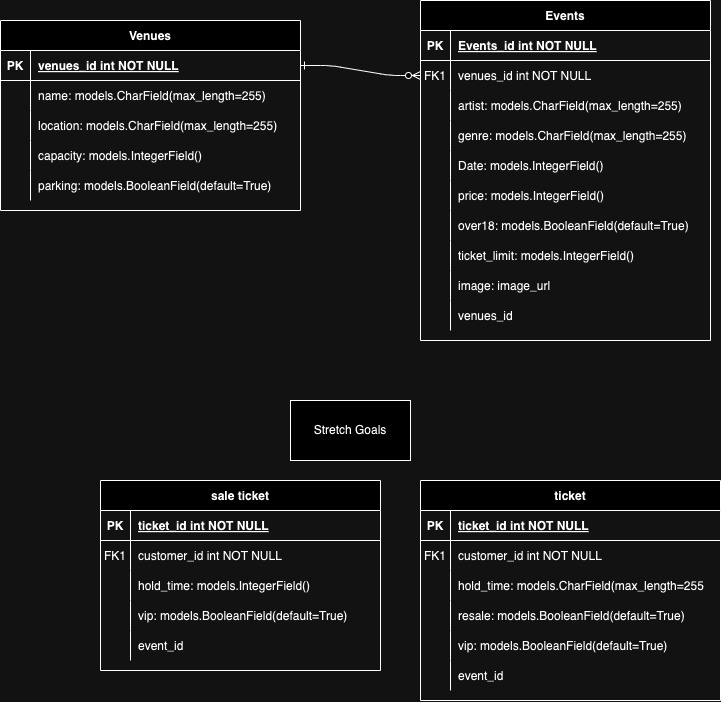 Venues
PK venues_id int NOT NULL
name: models.CharField(max_length=255)
location: models.CharField(max_length=255)
capacity: models.IntegerField()
parking: models.BooleanField(default=True)
Events
PK Events_id int NOT NULL
FK1 venues_id int NOT NULL
artist: models.CharField(max_length=255)
genre: models.CharField(max_length=255)
Date: models.IntegerField()
price: models.IntegerField()
over18: models.BooleanField(default=True)
ticket_limit: models.IntegerField()
image: image_url
venues_id
Stretch Goals
sale ticket
PK ticket_id int NOT NULL
FK1 customer_id int NOT NULL
hold_time: models.IntegerField()
vip: models.BooleanField(default=True)
event_id
ticket
PK ticket_id int NOT NULL
FK1 customer_id int NOT NULL
hold_time: models.CharField(max_length=255
resale: models.BooleanField(default=True)
vip: models.BooleanField(default=True)
event_id